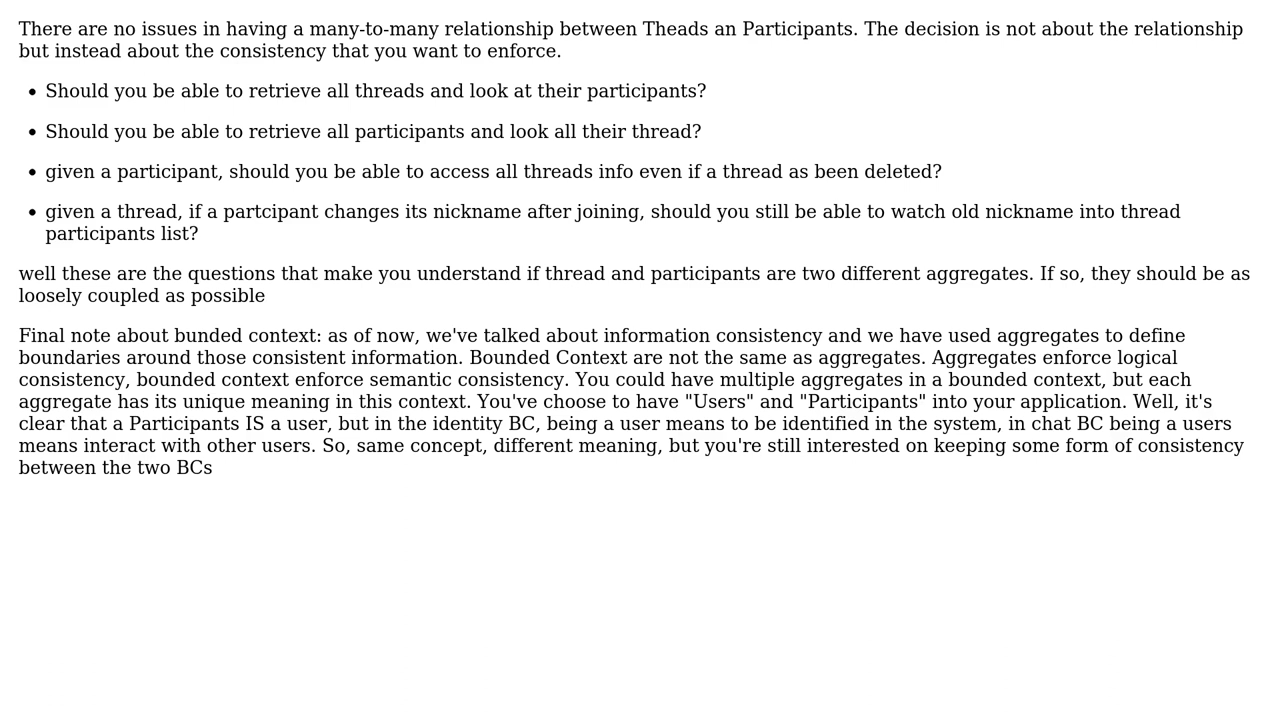 There are no issues in having a many-to-many relationship between Theads an Participants. The decision is not about the relationship
but instead about the consistency that you want to enforce.
• Should you be able to retrieve all threads and look at their participants?
• Should you be able to retrieve all participants and look all their thread?
• given a participant, should you be able to access all threads info even if a thread as been deleted?
• given a thread, if a partcipant changes its nickname after joining, should you still be able to watch old nickname into thread
participants list?
well these are the questions that make you understand if thread and participants are two different aggregates. If so, they should be as
loosely coupled as possible
Final note about bunded context: as of now, we've talked about information consistency and we have used aggregates to define
boundaries around those consistent information. Bounded Context are not the same as aggregates. Aggregates enforce logical
consistency, bounded context enforce semantic consistency. You could have multiple aggregates in a bounded context, but each
aggregate has its unique meaning in this context. You've choose to have "Users" and "Participants" into your application. Well, it's
clear that a Participants IS a user, but in the identity BC, being a user means to be identified in the system, in chat BC being a users
means interact with other users. So, same concept, different meaning, but you're still interested on keeping some form of consistency
between the two BCs